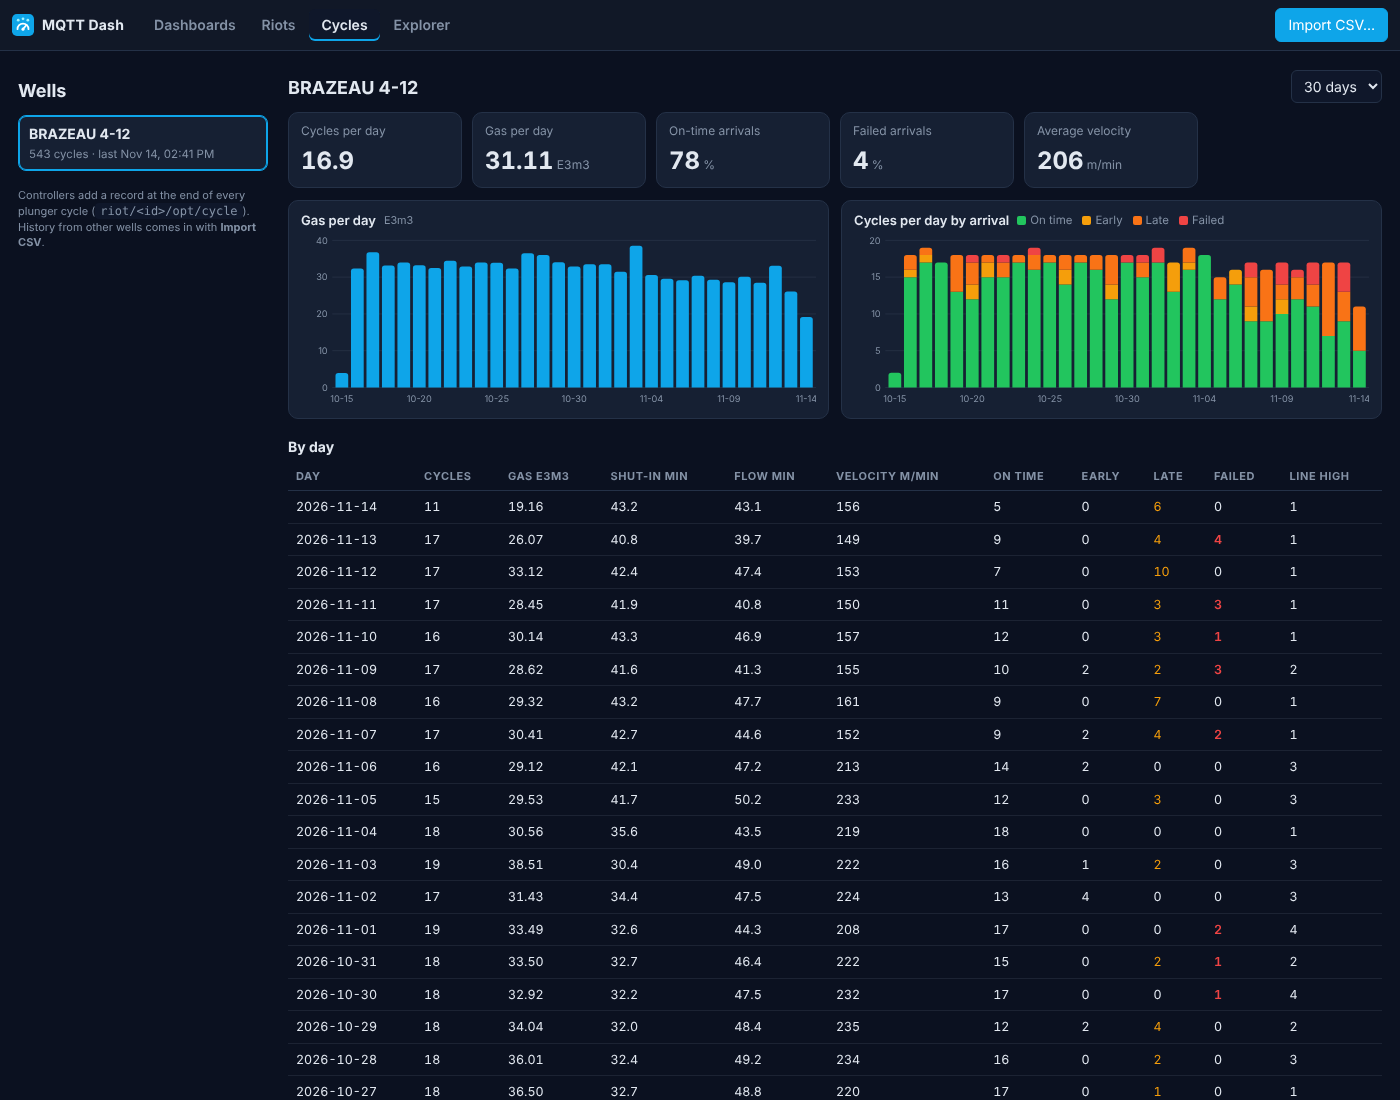 MQTT Dash Dashboards Riots Cycles Explorer Import CSV...
Wells
BRAZEAU 4-12
543 cycles · last Nov 14, 02:41 PM
Controllers add a record at the end of every
plunger cycle ( riot/<id>/opt/cycle ).
History from other wells comes in with Import
CSV.
BRAZEAU 4-12 30 days
Cycles per day
16.9
Gas per day
31.11 E3m3
On-time arrivals
78 %
Failed arrivals
4 %
Average velocity
206 m/min
Gas per day E3m3
40
30
20
10
0
10-15 10-20 10-25 10-30 11-04 11-09 11-14
Cycles per day by arrival On time Early Late Failed
20
15
10
5
0
10-15 10-20 10-25 10-30 11-04 11-09 11-14
By day
DAY CYCLES GAS E3M3 SHUT-IN MIN FLOW MIN VELOCITY M/MIN ON TIME EARLY LATE FAILED LINE HIGH
2026-11-14 11 19.16 43.2 43.1 156 5 0 6 0 1
2026-11-13 17 26.07 40.8 39.7 149 9 0 4 4 1
2026-11-12 17 33.12 42.4 47.4 153 7 0 10 0 1
2026-11-11 17 28.45 41.9 40.8 150 11 0 3 3 1
2026-11-10 16 30.14 43.3 46.9 157 12 0 3 1 1
2026-11-09 17 28.62 41.6 41.3 155 10 2 2 3 2
2026-11-08 16 29.32 43.2 47.7 161 9 0 7 0 1
2026-11-07 17 30.41 42.7 44.6 152 9 2 4 2 1
2026-11-06 16 29.12 42.1 47.2 213 14 2 0 0 3
2026-11-05 15 29.53 41.7 50.2 233 12 0 3 0 3
2026-11-04 18 30.56 35.6 43.5 219 18 0 0 0 1
2026-11-03 19 38.51 30.4 49.0 222 16 1 2 0 3
2026-11-02 17 31.43 34.4 47.5 224 13 4 0 0 3
2026-11-01 19 33.49 32.6 44.3 208 17 0 0 2 4
2026-10-31 18 33.50 32.7 46.4 222 15 0 2 1 2
2026-10-30 18 32.92 32.2 47.5 232 17 0 0 1 4
2026-10-29 18 34.04 32.0 48.4 235 12 2 4 0 2
2026-10-28 18 36.01 32.4 49.2 234 16 0 2 0 3
2026-10-27 18 36.50 32.7 48.8 220 17 0 1 0 1